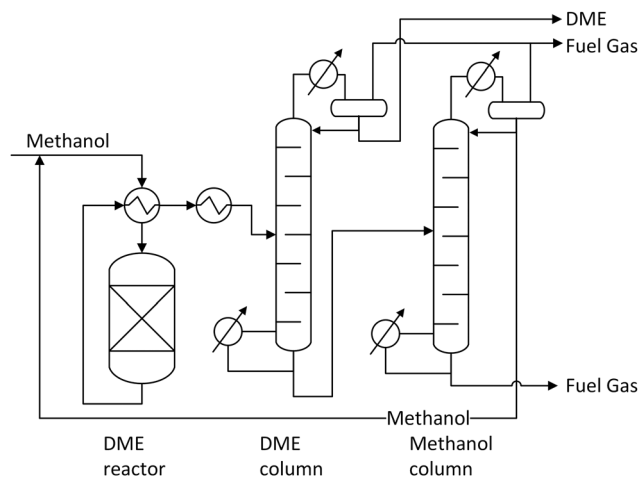 DME
Fuel Gas
Methanol
Fuel Gas
Methanol
DME
reactor
DME
column
Methanol
column